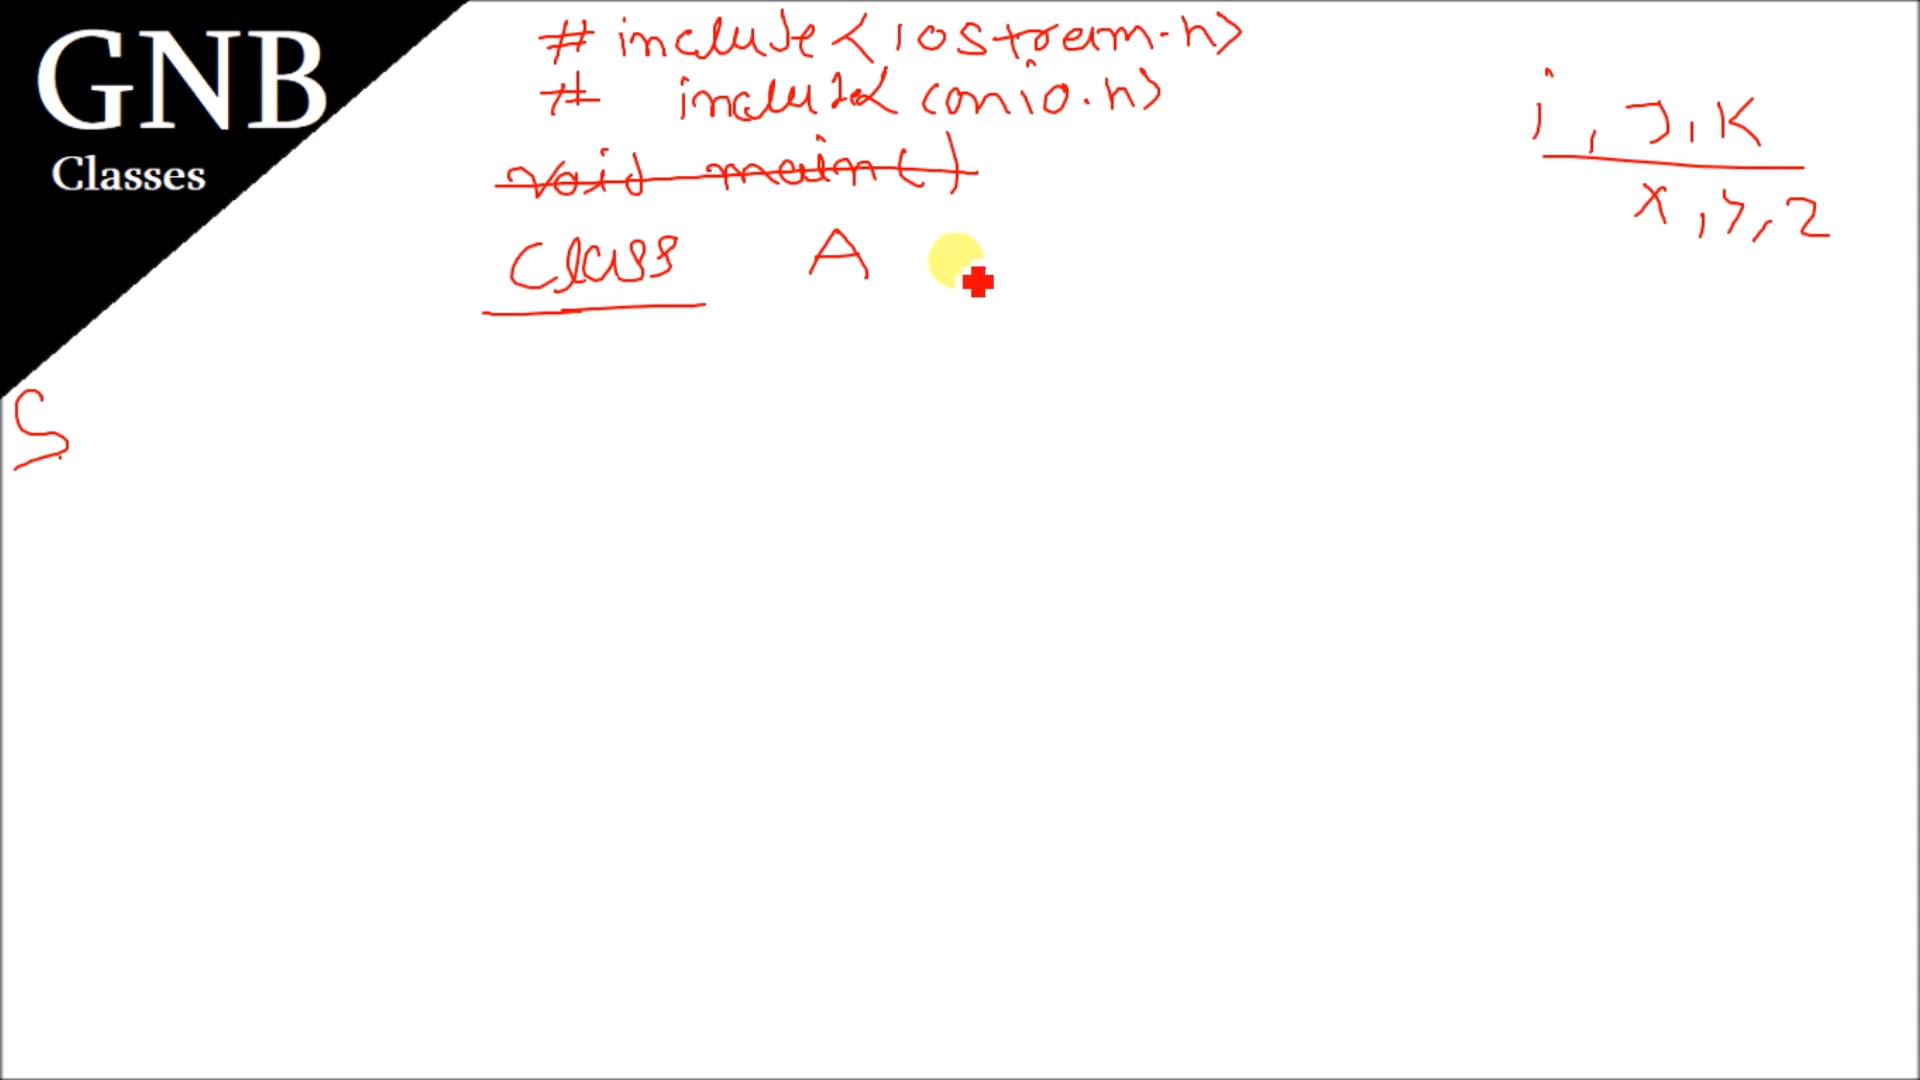 GNB
Classes
#include<iostream.h>
# include<conio.h>
void main()
class A
i, J, K
x, y, z
S